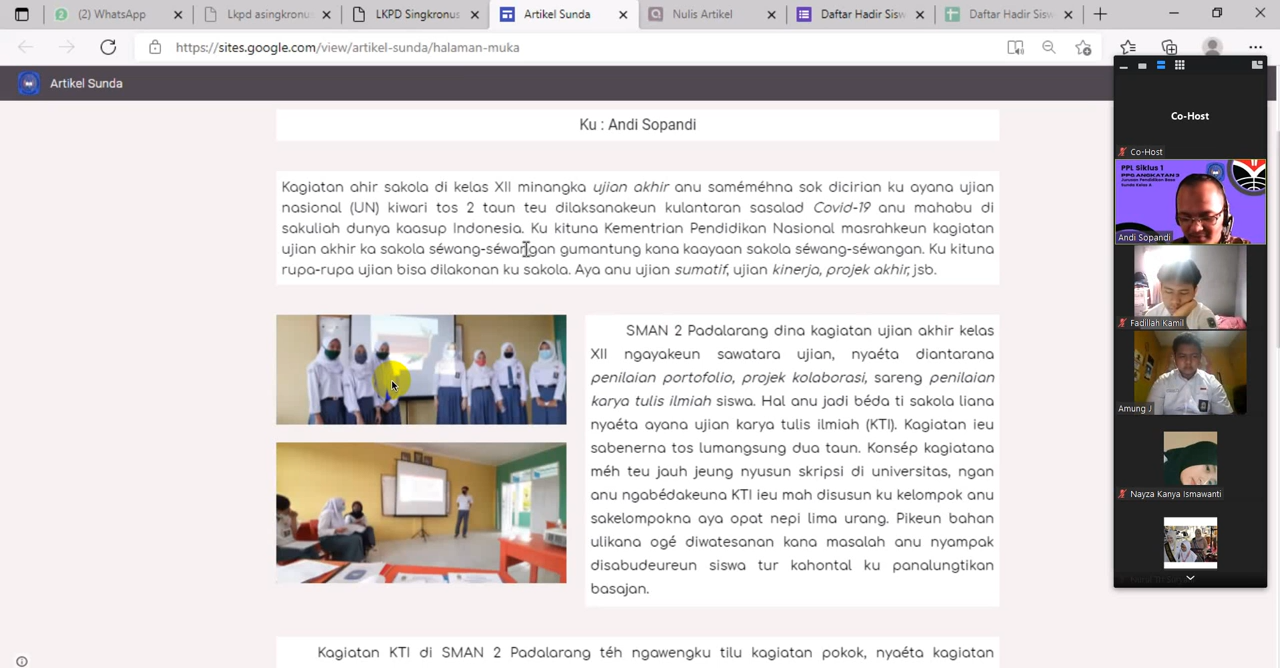 (2) WhatsApp
Lkpd asingkronus
LKPD Singkronus
Artikel Sunda
Nulis Artikel
Daftar Hadir Sisw
Daftar Hadir Sisw
https://sites.google.com/view/artikel-sunda/halaman-muka
Artikel Sunda
Ku : Andi Sopandi
Kagiatan ahir sakola di kelas XII minangka ujian akhir anu saméméhna sok dicirian ku ayana ujian
nasional (UN) kiwari tos 2 taun teu dilaksanakeun kulantaran sasalad Covid-19 anu mahabu di
sakuliah dunya kaasup Indonesia. Ku kituna Kementrian Pendidikan Nasional masrahkeun kagiatan
ujian akhir ka sakola séwang-séwangan gumantung kana kaayaan sakola séwang-séwangan. Ku kituna
rupa-rupa ujian bisa dilakonan ku sakola. Aya anu ujian sumatif, ujian kinerja, projek akhir, jsb.
SMAN 2 Padalarang dina kagiatan ujian akhir kelas
XII ngayakeun sawatara ujian, nyaéta diantarana
penilaian portofolio, projek kolaborasi, sareng penilaian
karya tulis ilmiah siswa. Hal anu jadi béda ti sakola liana
nyaéta ayana ujian karya tulis ilmiah (KTI). Kagiatan ieu
sabenerna tos lumangsung dua taun. Konsép kagiatana
méh teu jauh jeung nyusun skripsi di universitas, ngan
anu ngabédakeuna KTI ieu mah disusun ku kelompok anu
sakelompokna aya opat nepi lima urang. Pikeun bahan
ulikana ogé diwatesanan kana masalah anu nyampak
disabudeureun siswa tur kahontal ku panalungtikan
basajan.
Kagiatan KTI di SMAN 2 Padalarang téh ngawengku tilu kagiatan pokok, nyaéta kagiatan
Co-Host
Co-Host
PPL Siklus 1
PPG ANGKATAN 3
Jurusan Pendidikan Basa
Sunda Kelas A
Andi Sopandi
Fadillah Kamil
Amung J
Nayza Kanya Ismawanti